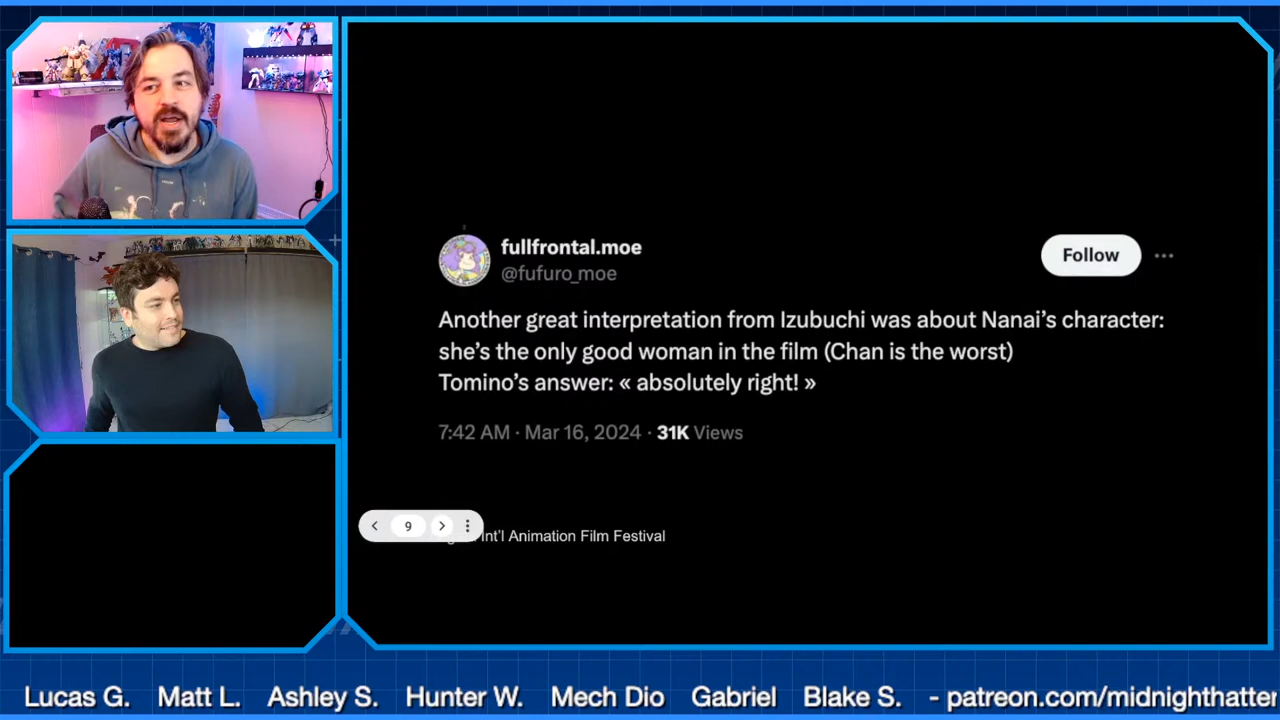 fullfrontal.moe
@fufuro_moe
Follow
Another great interpretation from Izubuchi was about Nanai’s character:
she’s the only good woman in the film (Chan is the worst)
Tomino’s answer: « absolutely right! »
7:42 AM · Mar 16, 2024 · 31K Views
9
Int'l Animation Film Festival
Lucas G. Matt L. Ashley S. Hunter W. Mech Dio Gabriel Blake S. - patreon.com/midnighthatter